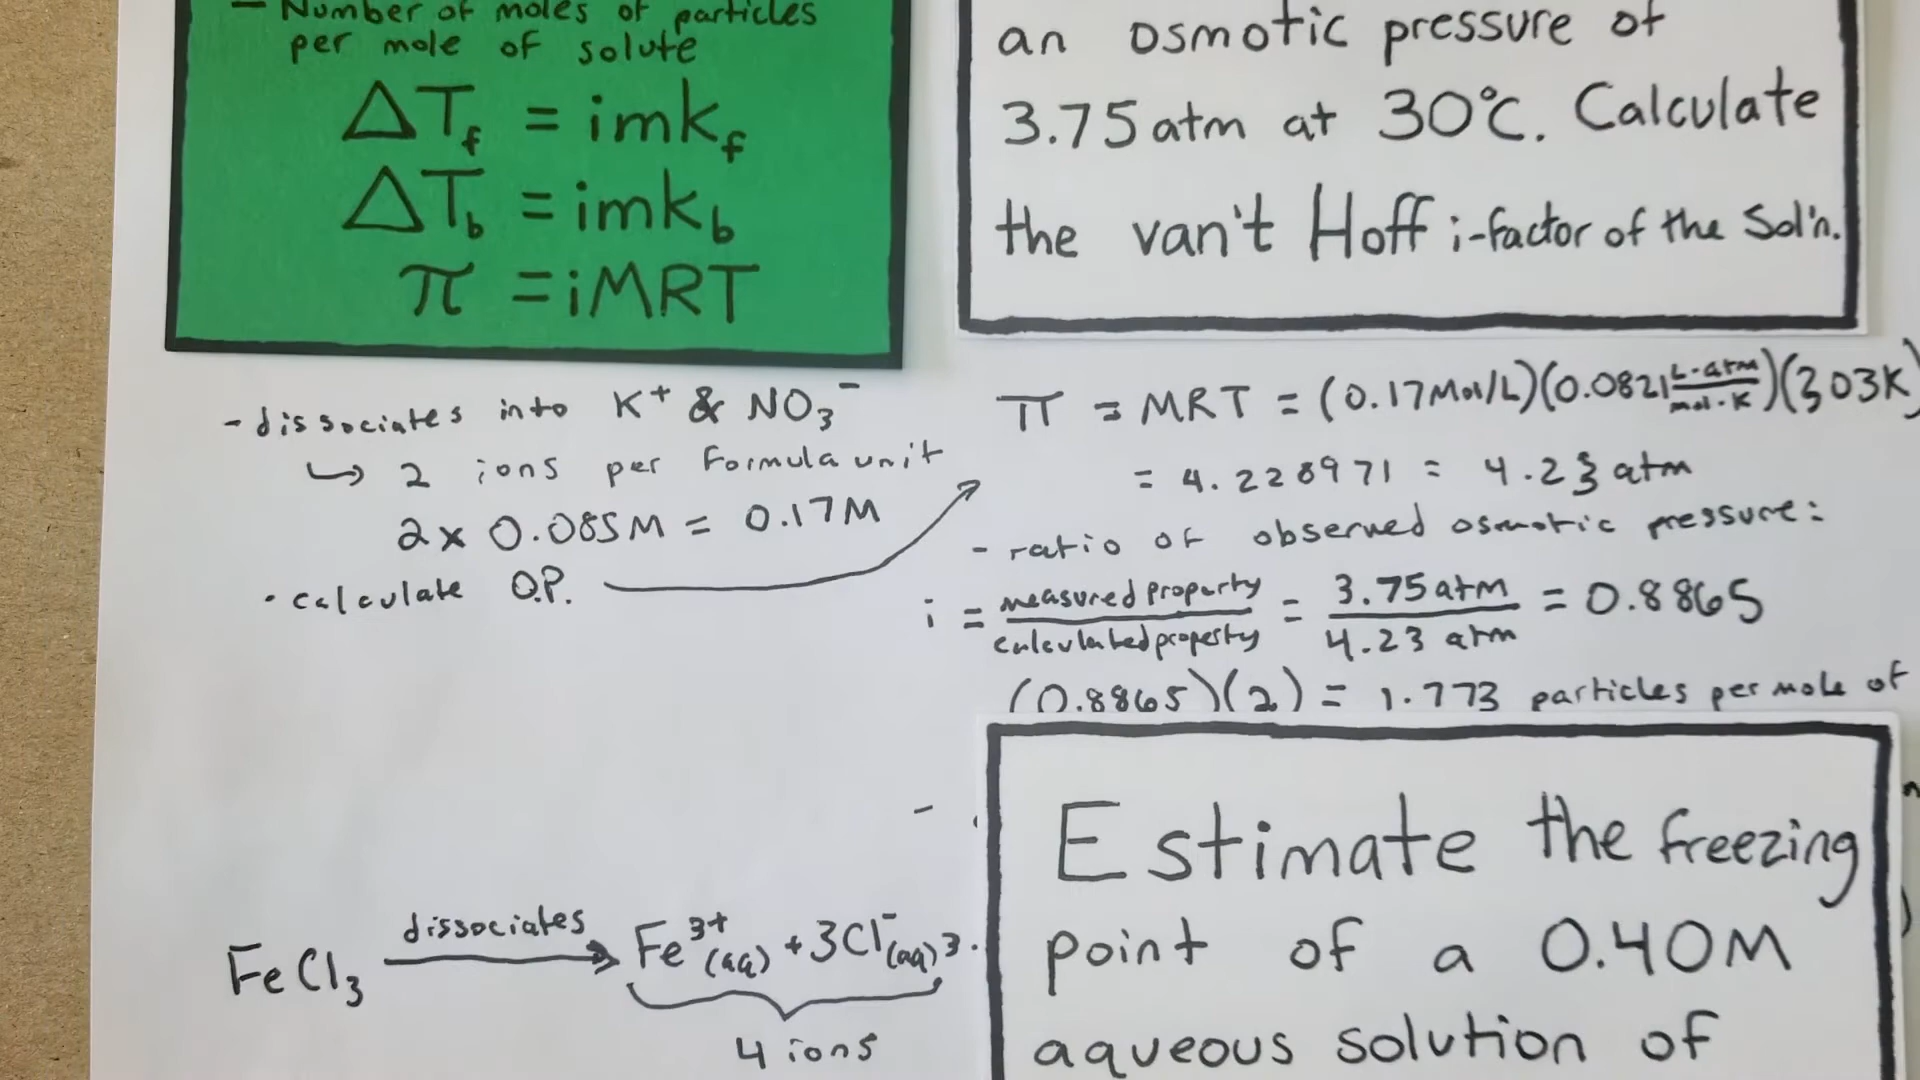 – Number of moles of particles
per mole of solute
ΔTf = imkf
ΔTb = imkb
π = iMRT
an osmotic pressure of
3.75 atm at 30°C. Calculate
the van't Hoff i-factor of the Sol'n.
- dissociates into K⁺ & NO₃⁻
↳ 2 ions per formula unit
2 x 0.085M = 0.17M
· calculate O.P.
π = MRT = (0.17Mol/L)(0.0821 L·atm/mol·K)(303K)
= 4.228971 = 4.23 atm
- ratio of observed osmotic pressure:
i = measured property/calculated property = 3.75 atm/4.23 atm = 0.8865
(0.8865)(2) = 1.773 particles per mole of
FeCl₃ dissociates → Fe³⁺(aq) + 3Cl⁻(aq) 3.
4 ions
Estimate the freezing
point of a 0.40M
aqueous solution of